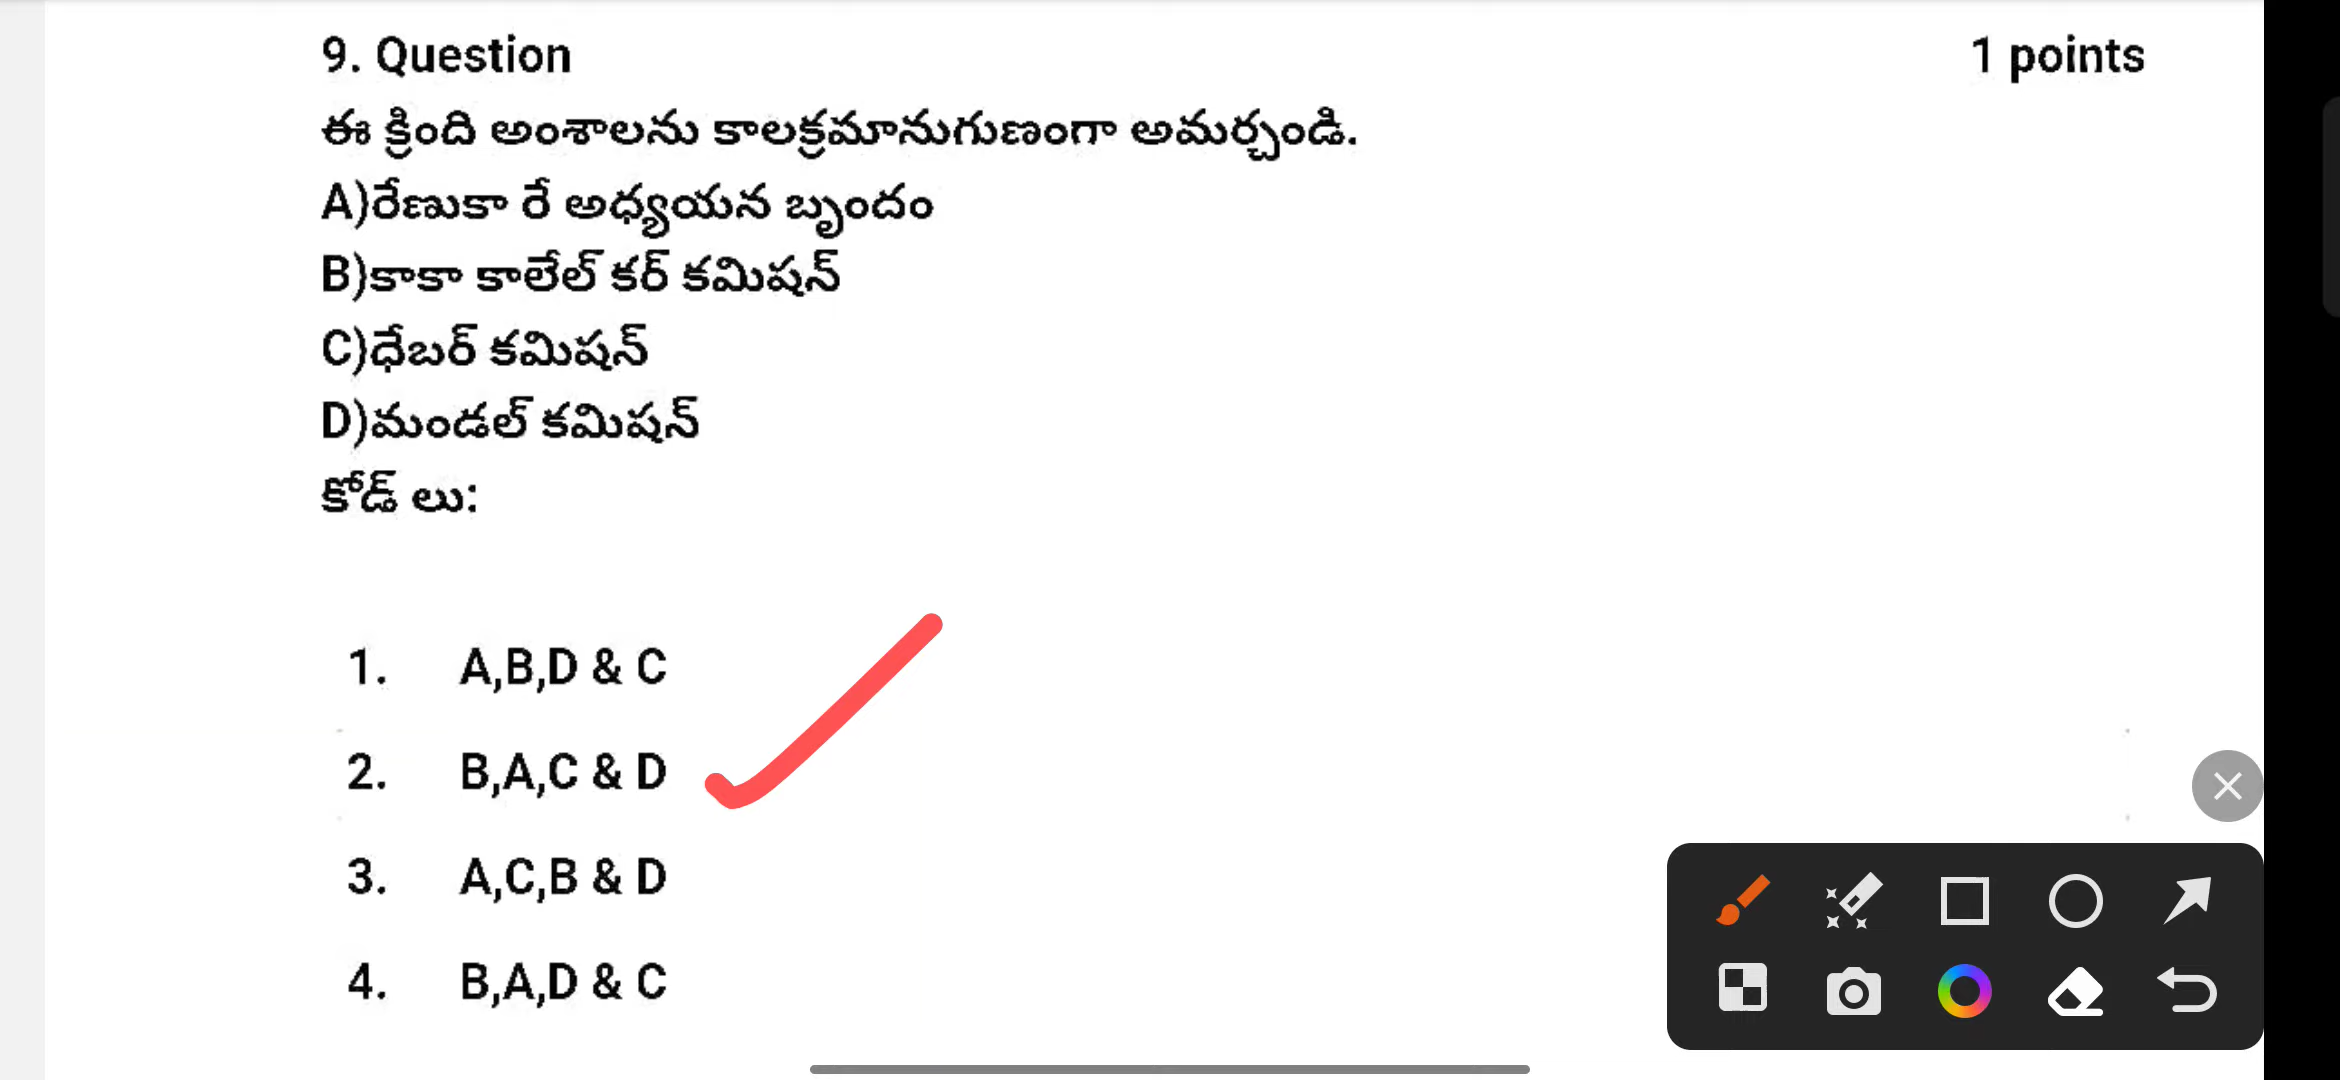 9. Question 1 points
ఈ క్రింది అంశాలను కాలక్రమానుగుణంగా అమర్చండి.
A)రేణుకా రే అధ్యయన బృందం
B)కాకా కాలేల్ కర్ కమిషన్
C)ధేబర్ కమిషన్
D)మండల్ కమిషన్
కోడ్ లు:
1. A,B,D & C
2. B,A,C & D
3. A,C,B & D
4. B,A,D & C